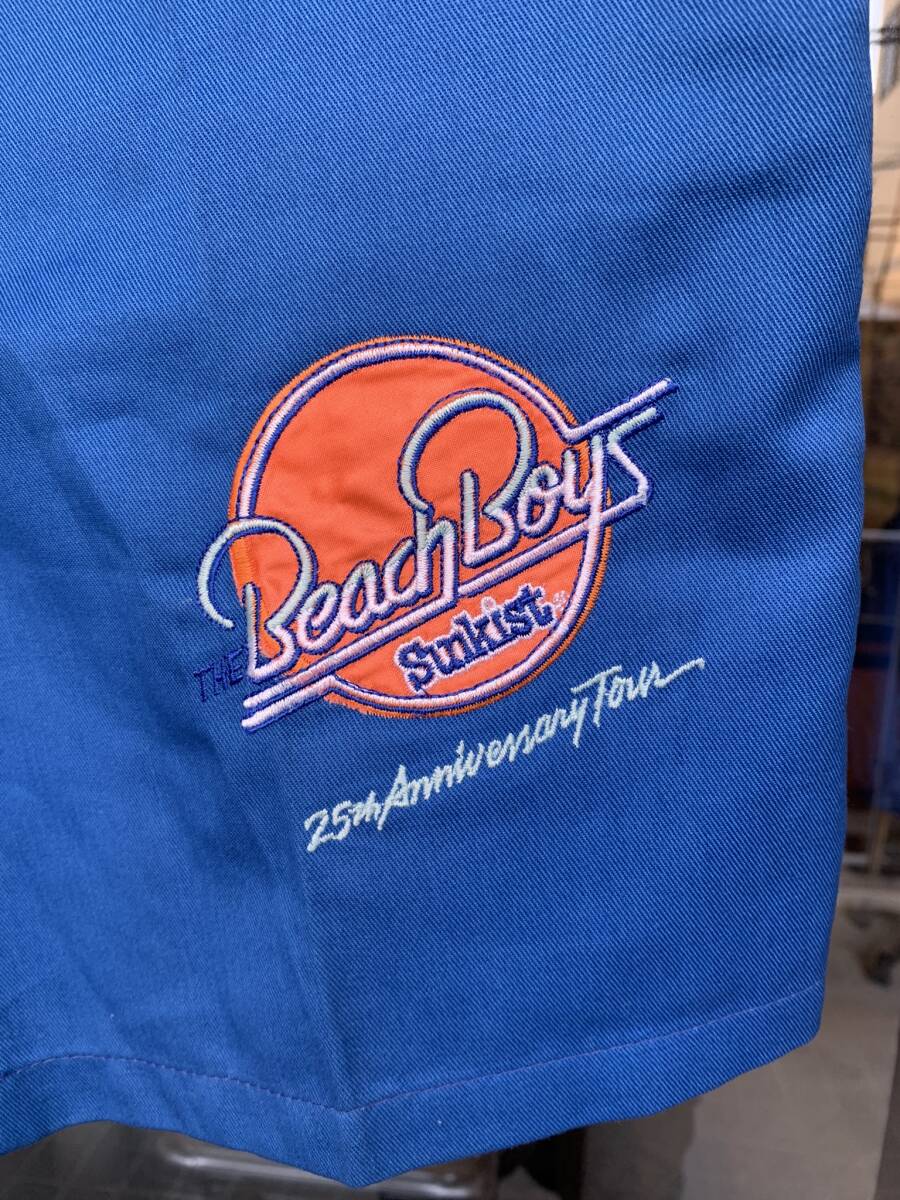 THE Beach Boys
Sunkist®
25th Anniversary Tour